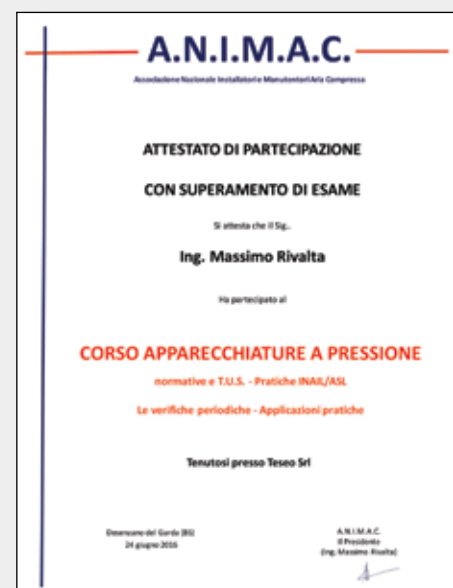 A.N.I.M.A.C.
Associazione Nazionale Installatori e Manutentori Aria Compressa
ATTESTATO DI PARTECIPAZIONE
CON SUPERAMENTO DI ESAME
Si attesta che il Sig..
Ing. Massimo Rivalta
Ha partecipato al
CORSO APPARECCHIATURE A PRESSIONE
normative e T.U.S. - Pratiche INAIL/ASL
Le verifiche periodiche - Applicazioni pratiche
Tenutosi presso Teseo Srl
Desenzano del Garda (BS)
24 giugno 2016
A.N.I.M.A.C.
Il Presidente
(Ing. Massimo Rivalta)